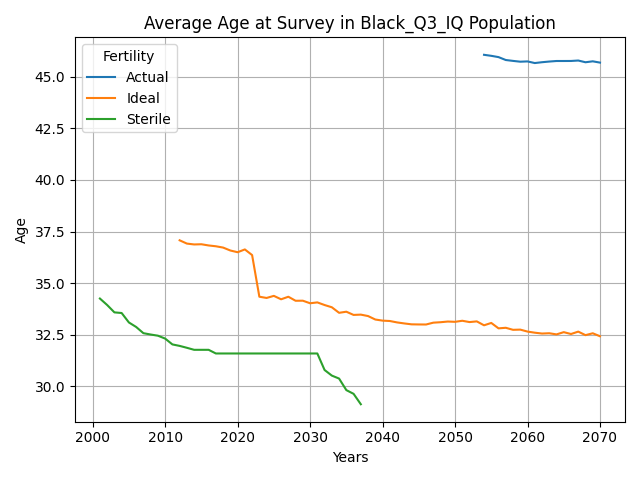 Average Age at Survey in Black_Q3_IQ Population
Fertility
Actual
Ideal
Sterile
45.0
42.5
40.0
37.5
35.0
32.5
30.0
Age
2000 2010 2020 2030 2040 2050 2060 2070
Years